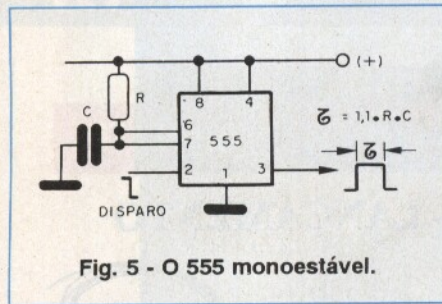 (+)
R
C
8
4
6
7
555
2
1
3
DISPARO
τ = 1,1 • R • C
τ
Fig. 5 - O 555 monoestável.